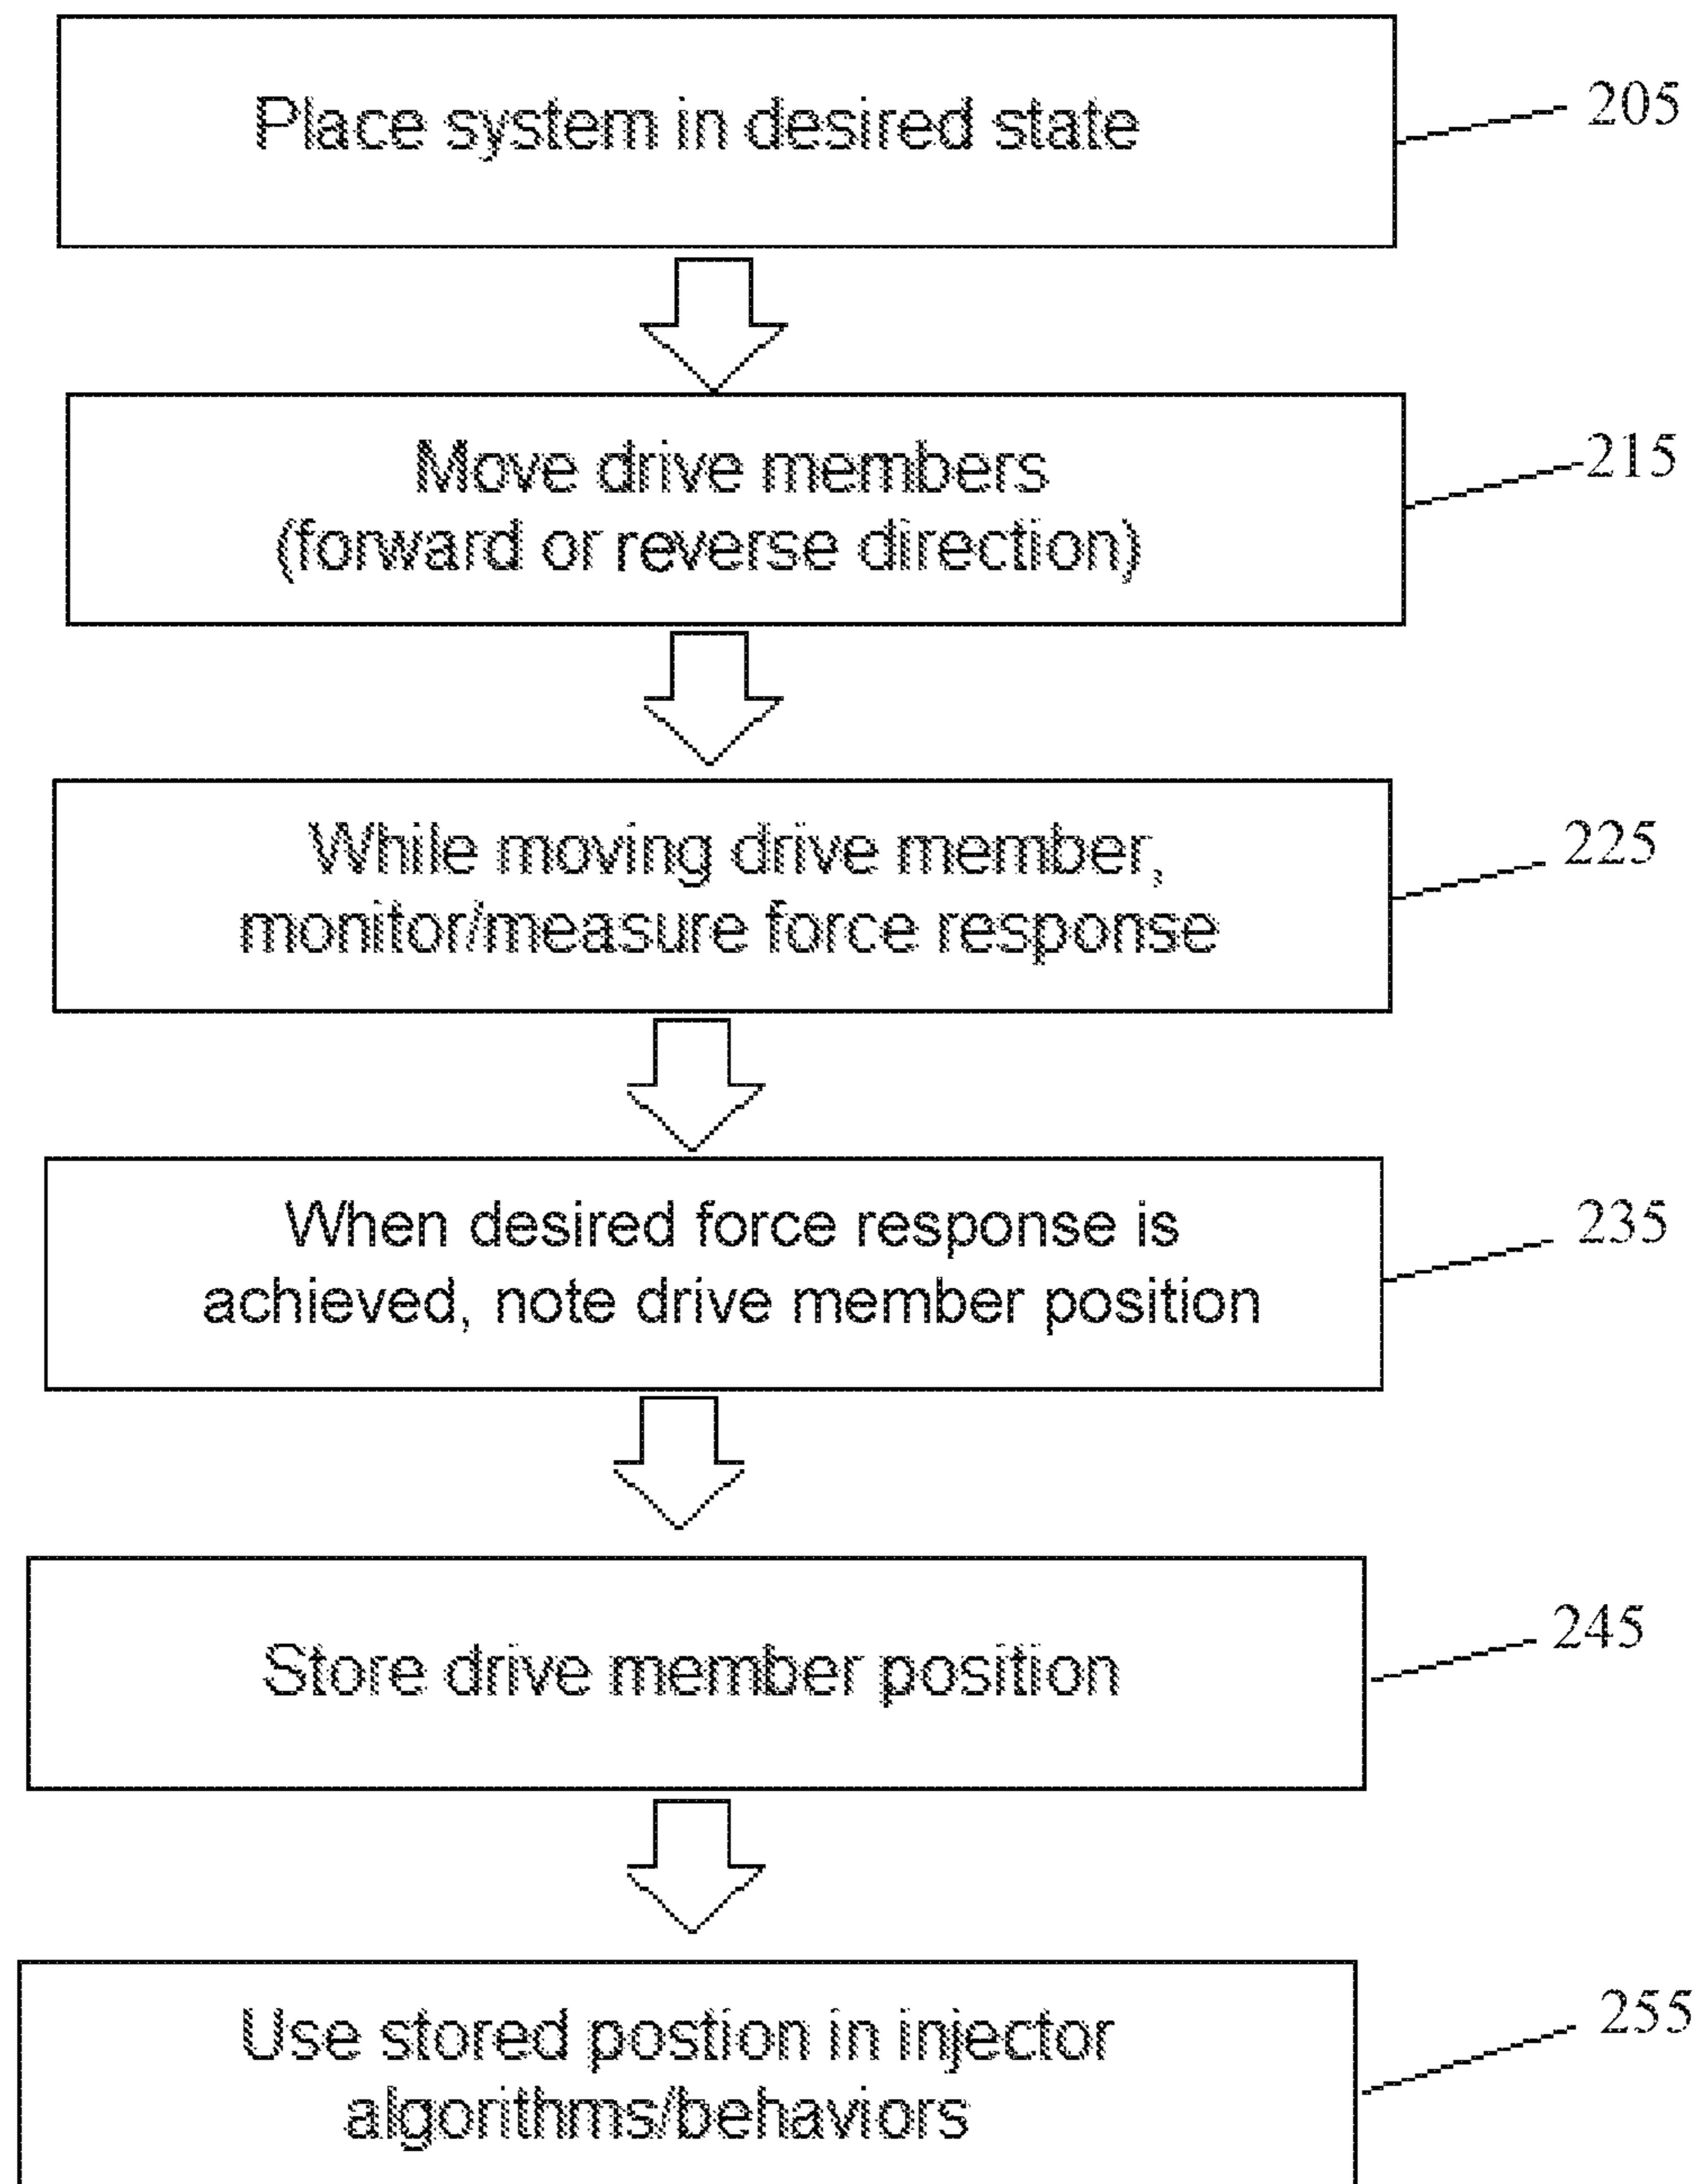 Place system in desired state
205
Move drive members
(forward or reverse direction)
215
While moving drive member,
monitor/measure force response
225
When desired force response is
achieved, note drive member position
235
Store drive member position
245
Use stored postion in injector
algorithms/behaviors
255